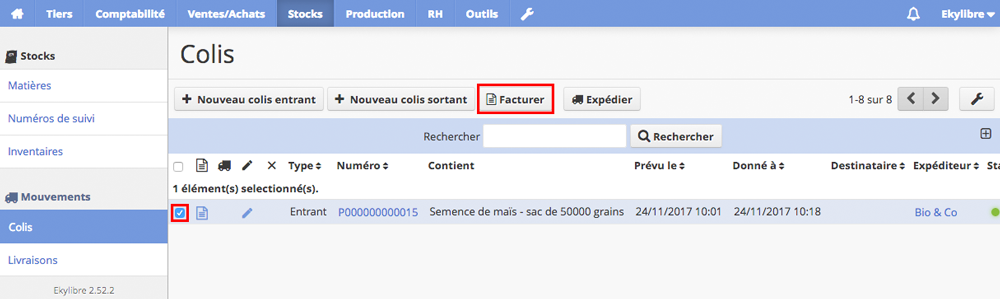 Tiers Comptabilité Ventes/Achats Stocks Production RH Outils Ekylibre
Stocks
Matières
Numéros de suivi
Inventaires
Mouvements
Colis
Livraisons
Ekylibre 2.52.2
Colis
Nouveau colis entrant Nouveau colis sortant Facturer Expédier 1-8 sur 8
Rechercher Rechercher
Type Numéro Contient Prévu le Donné à Destinataire Expéditeur Sta
1 élément(s) selectionné(s).
Entrant P000000000015 Semence de maïs - sac de 50000 grains 24/11/2017 10:01 24/11/2017 10:18 Bio & Co